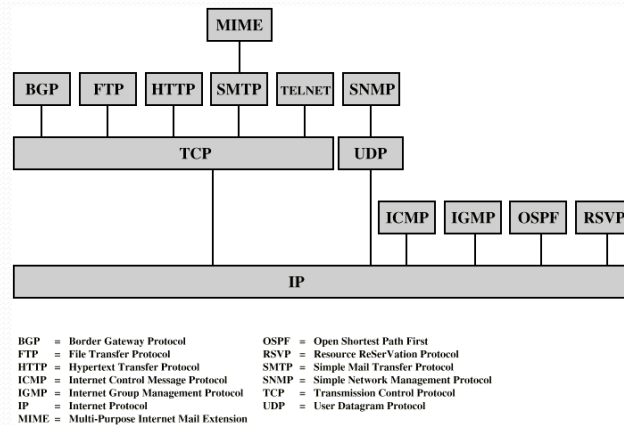 MIME
BGP FTP HTTP SMTP TELNET SNMP
TCP UDP
ICMP IGMP OSPF RSVP
IP
BGP = Border Gateway Protocol
FTP = File Transfer Protocol
HTTP = Hypertext Transfer Protocol
ICMP = Internet Control Message Protocol
IGMP = Internet Group Management Protocol
IP = Internet Protocol
MIME = Multi-Purpose Internet Mail Extension
OSPF = Open Shortest Path First
RSVP = Resource ReSerVation Protocol
SMTP = Simple Mail Transfer Protocol
SNMP = Simple Network Management Protocol
TCP = Transmission Control Protocol
UDP = User Datagram Protocol